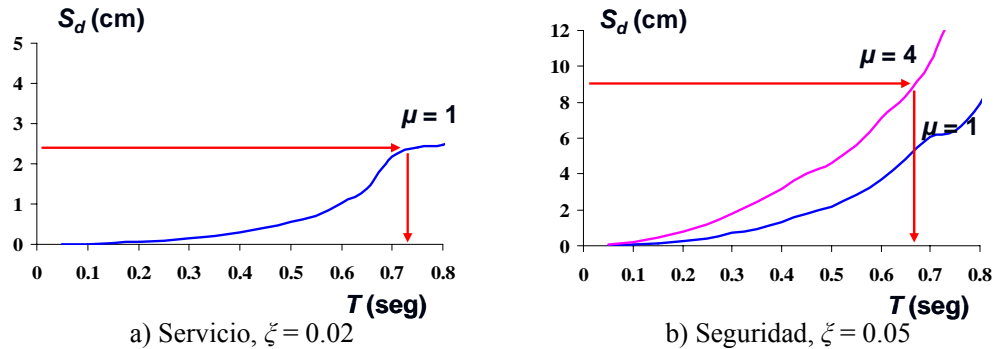 S_d (cm)
5
4
3
2
1
0
μ = 1
0 0.1 0.2 0.3 0.4 0.5 0.6 0.7 0.8
T (seg)
a) Servicio, ξ = 0.02
S_d (cm)
12
10
8
6
4
2
0
μ = 4
μ = 1
0 0.1 0.2 0.3 0.4 0.5 0.6 0.7 0.8
T (seg)
b) Seguridad, ξ = 0.05